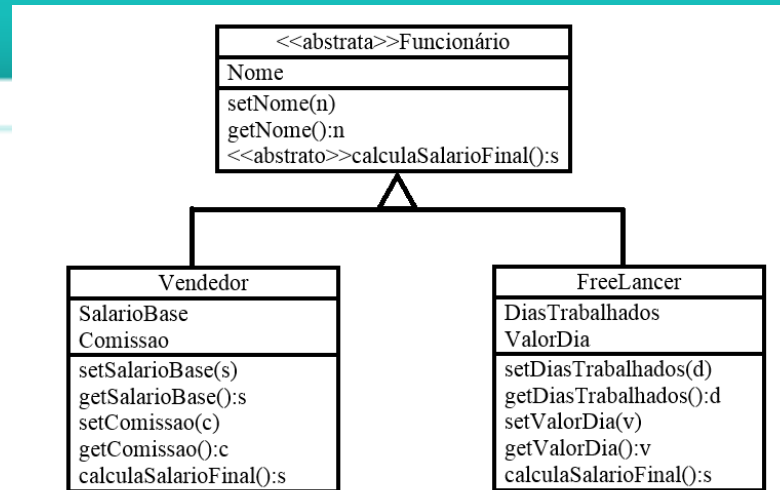 <<abstrata>>Funcionário
Nome
setNome(n)
getNome():n
<<abstrato>>calculaSalarioFinal():s
Vendedor
SalarioBase
Comissao
setSalarioBase(s)
getSalarioBase():s
setComissao(c)
getComissao():c
calculaSalarioFinal():s
FreeLancer
DiasTrabalhados
ValorDia
setDiasTrabalhados(d)
getDiasTrabalhados():d
setValorDia(v)
getValorDia():v
calculaSalarioFinal():s